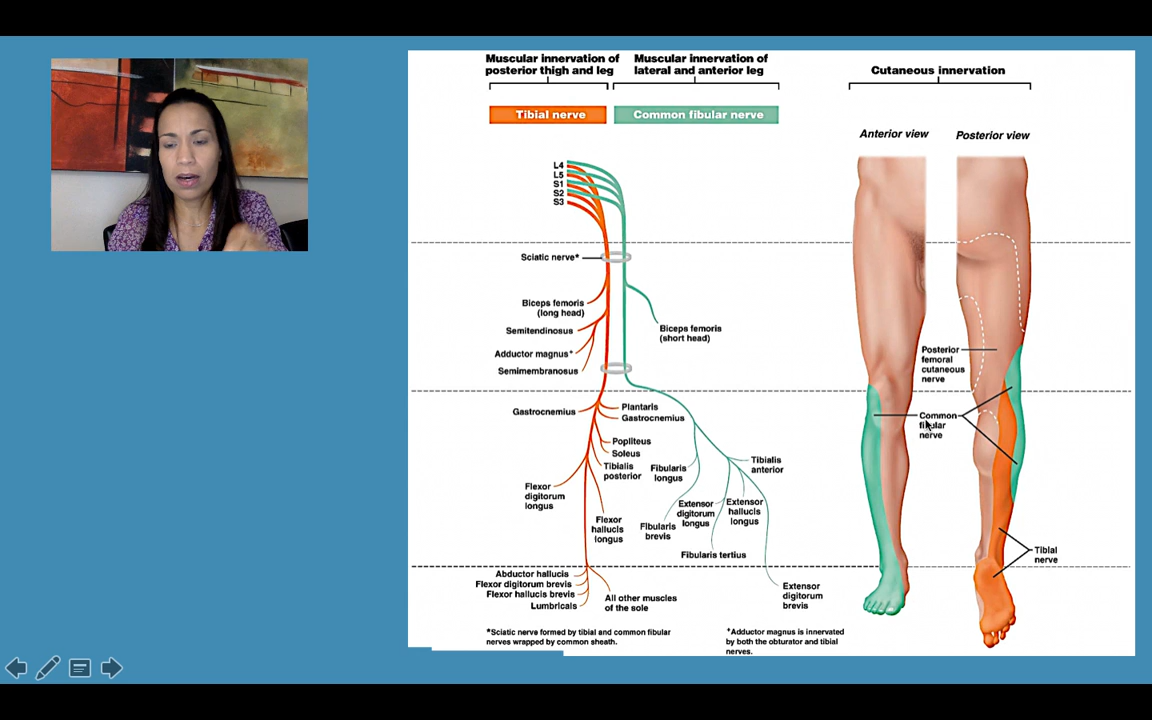 Muscular innervation of
posterior thigh and leg
Muscular innervation of
lateral and anterior leg
Cutaneous innervation
Tibial nerve
Common fibular nerve
Anterior view
Posterior view
L4
L5
S1
S2
S3
Sciatic nerve*
Biceps femoris
(long head)
Semitendinosus
Biceps femoris
(short head)
Adductor magnus+
Semimembranosus
Posterior
femoral
cutaneous
nerve
Gastrocnemius
Plantaris
Gastrocnemius
Common
fibular
nerve
Popliteus
Soleus
Tibialis
posterior
Fibularis
longus
Tibialis
anterior
Flexor
digitorum
longus
Extensor
digitorum
longus
Extensor
hallucis
longus
Flexor
hallucis
longus
Fibularis
brevis
Fibularis tertius
Tibial
nerve
Abductor hallucis
Flexor digitorum brevis
Flexor hallucis brevis
Lumbricals
All other muscles
of the sole
Extensor
digitorum
brevis
*Sciatic nerve formed by tibial and common fibular
nerves wrapped by common sheath.
+Adductor magnus is innervated
by both the obturator and tibial
nerves.